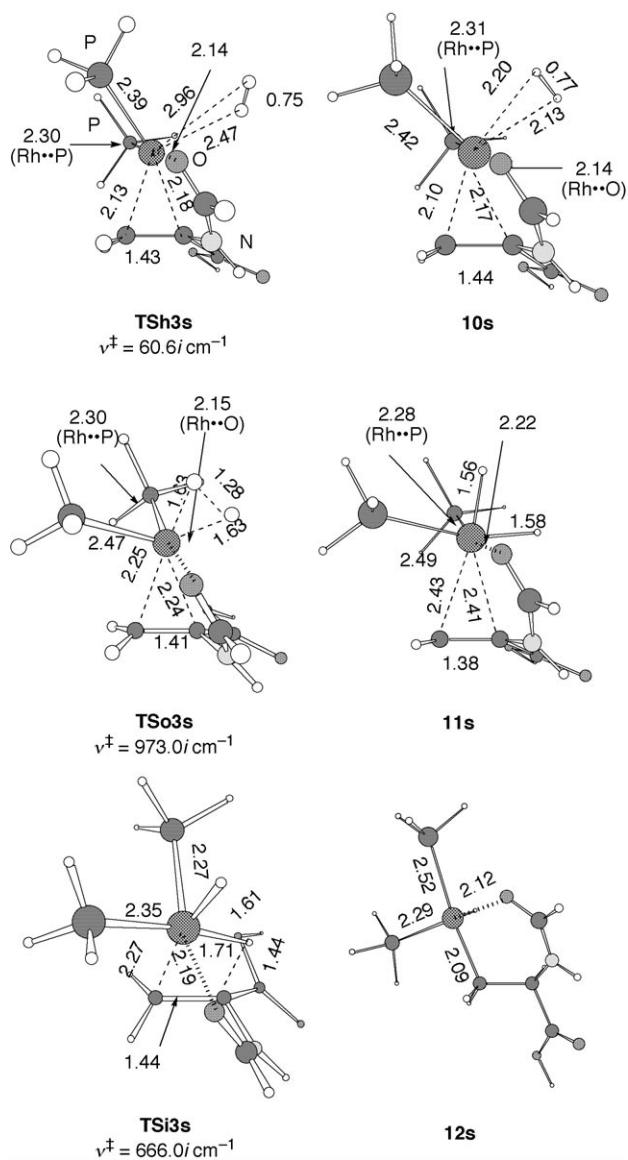 P
2.14
2.39
2.96
0.75
P
2.47
2.30
(Rh••P)
O
2.13
2.18
N
1.43
TSh3s
ν‡ = 60.6i cm⁻¹
2.31
(Rh••P)
2.20
0.77
2.13
2.42
2.14
(Rh••O)
2.10
2.17
1.44
10s
2.30
(Rh••P)
2.15
(Rh••O)
1.63
1.28
1.63
2.47
2.25
2.24
1.41
TSo3s
ν‡ = 973.0i cm⁻¹
2.28
(Rh••P)
2.22
1.56
1.58
2.49
2.43
2.41
1.38
11s
2.27
2.35
1.61
2.27
2.19
1.71
1.44
1.44
TSi3s
ν‡ = 666.0i cm⁻¹
2.52
2.12
2.29
2.09
12s